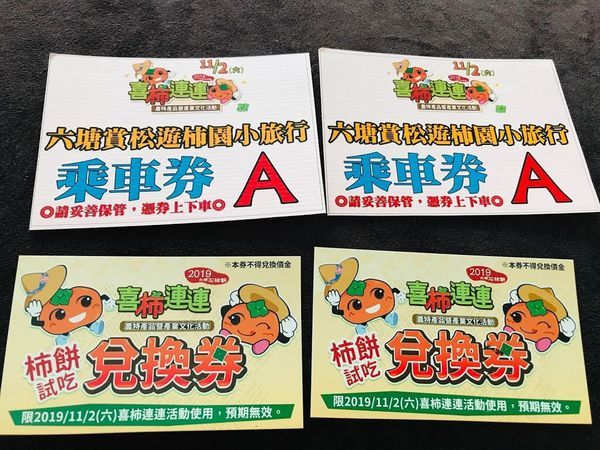 11/2(六)
喜柿連連
農特產品暨產業文化活動
六塘賞松遊柿園小旅行
乘車券 A
◎請妥善保管，憑券上下車◎
11/2(六)
喜柿連連
農特產品暨產業文化活動
六塘賞松遊柿園小旅行
乘車券 A
◎請妥善保管，憑券上下車◎
※本券不得兌換價金
2019
喜柿連連
農特產品暨產業文化活動
柿餅試吃
兌換券
限2019/11/2(六)喜柿連連活動使用，預期無效。
※本券不得兌換價金
2019
喜柿連連
農特產品暨產業文化活動
柿餅試吃
兌換券
限2019/11/2(六)喜柿連連活動使用，預期無效。